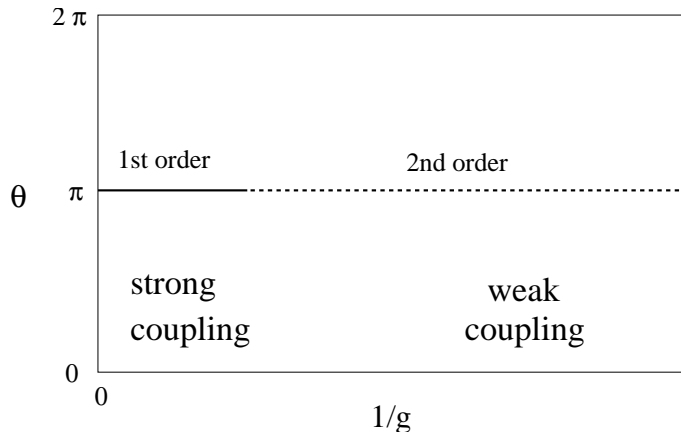 2 π
1st order
2nd order
θ
π
strong
coupling
weak
coupling
0
0
1/g